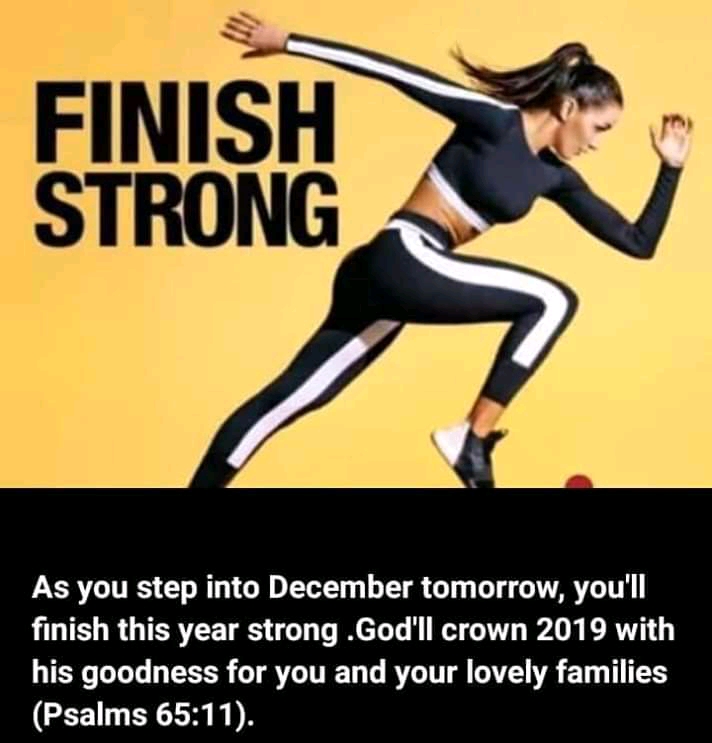 FINISH
STRONG
As you step into December tomorrow, you'll
finish this year strong .God'll crown 2019 with
his goodness for you and your lovely families
(Psalms 65:11).